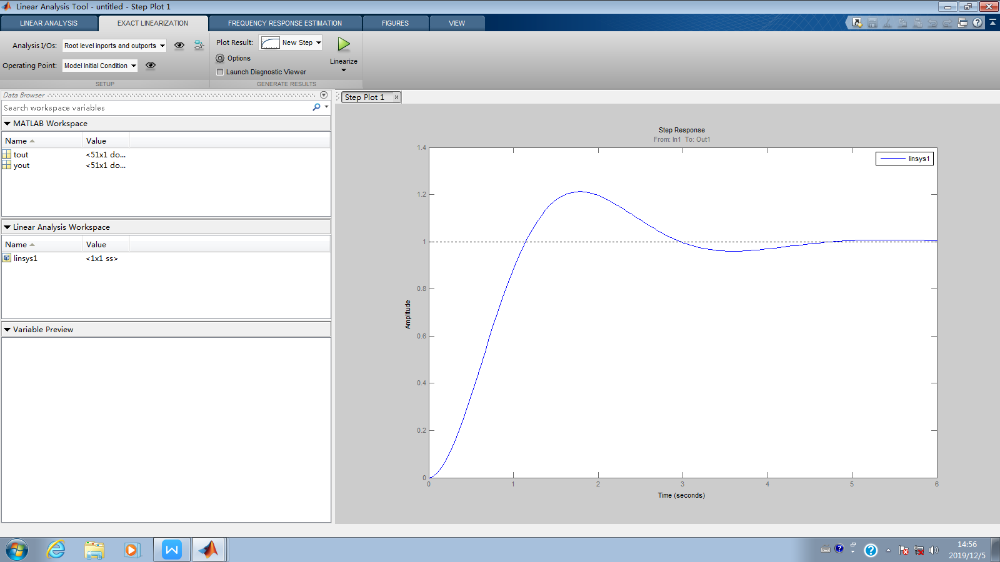 Linear Analysis Tool - untitled - Step Plot 1
LINEAR ANALYSIS
EXACT LINEARIZATION
FREQUENCY RESPONSE ESTIMATION
FIGURES
VIEW
Analysis I/Os:
Root level inports and outports
Operating Point:
Model Initial Condition
SETUP
Plot Result:
New Step
Options
Launch Diagnostic Viewer
Linearize
GENERATE RESULTS
Data Browser
Search workspace variables
MATLAB Workspace
Name
Value
tout
<51x1 do...
yout
<51x1 do...
Linear Analysis Workspace
Name
Value
linsys1
<1x1 ss>
Variable Preview
Step Plot 1
Step Response
From: In1 To: Out1
linsys1
1.4
1.2
1
0.8
0.6
0.4
0.2
0
Amplitude
0
1
2
3
4
5
6
Time (seconds)
14:56
2019/12/5